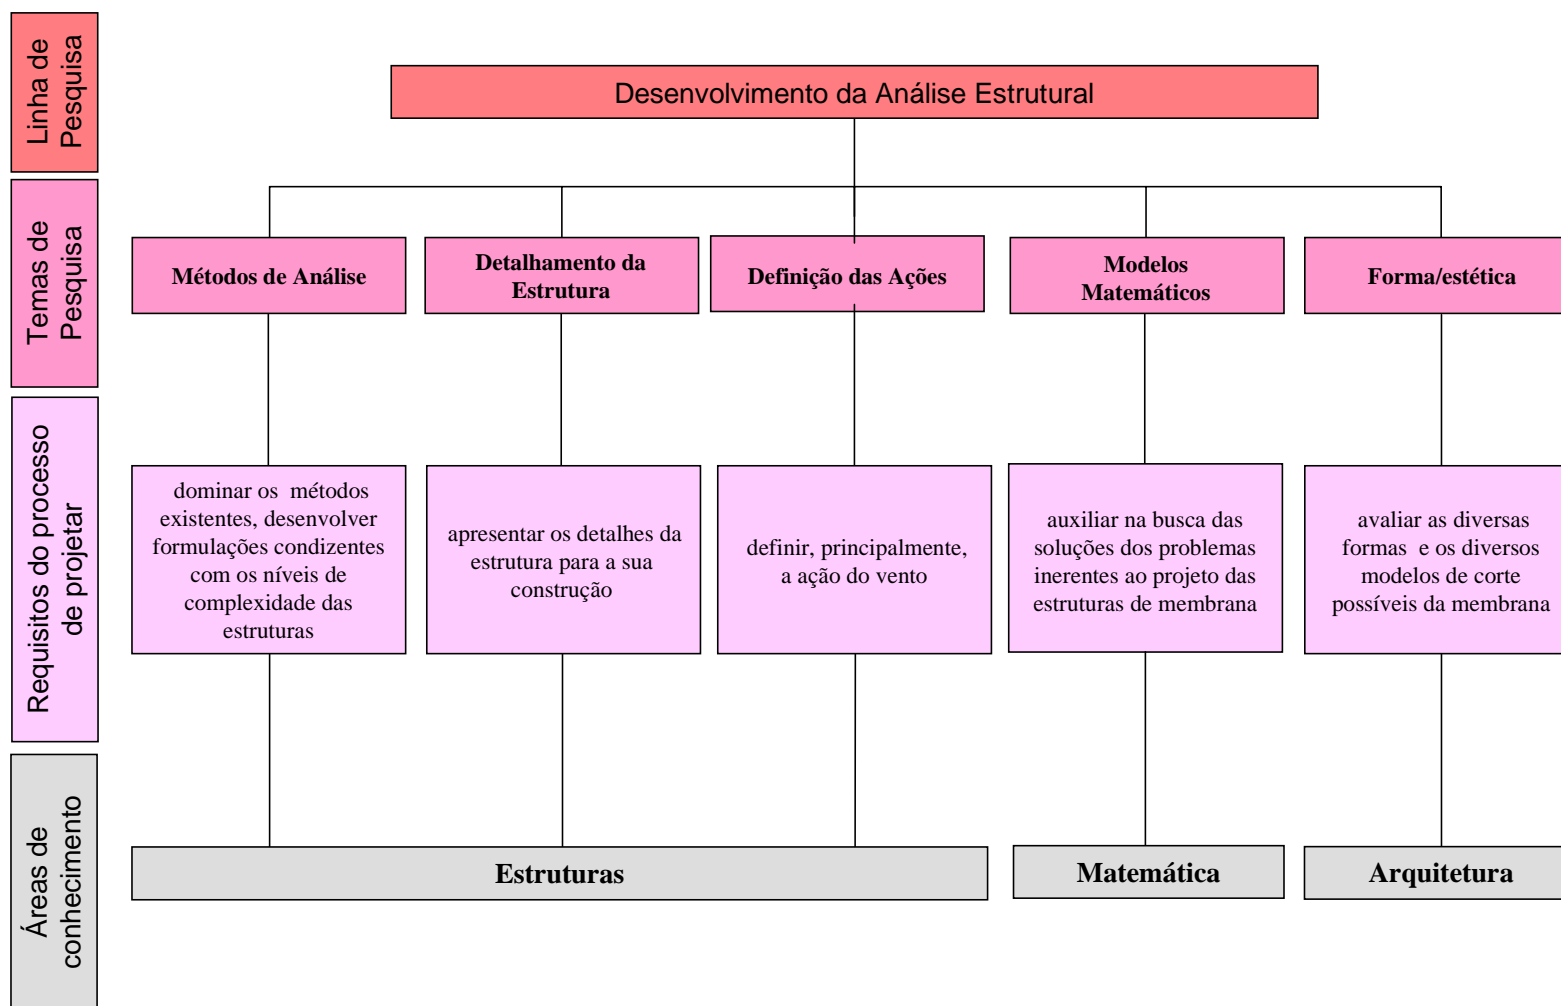 Linha de
Pesquisa
Desenvolvimento da Análise Estrutural
Temas de
Pesquisa
Métodos de Análise
Detalhamento da
Estrutura
Definição das Ações
Modelos
Matemáticos
Forma/estética
Requisitos do processo
de projetar
dominar os métodos
existentes, desenvolver
formulações condizentes
com os níveis de
complexidade das
estruturas
apresentar os detalhes da
estrutura para a sua
construção
definir, principalmente,
a ação do vento
auxiliar na busca das
soluções dos problemas
inerentes ao projeto das
estruturas de membrana
avaliar as diversas
formas e os diversos
modelos de corte
possíveis da membrana
Áreas de
conhecimento
Estruturas
Matemática
Arquitetura